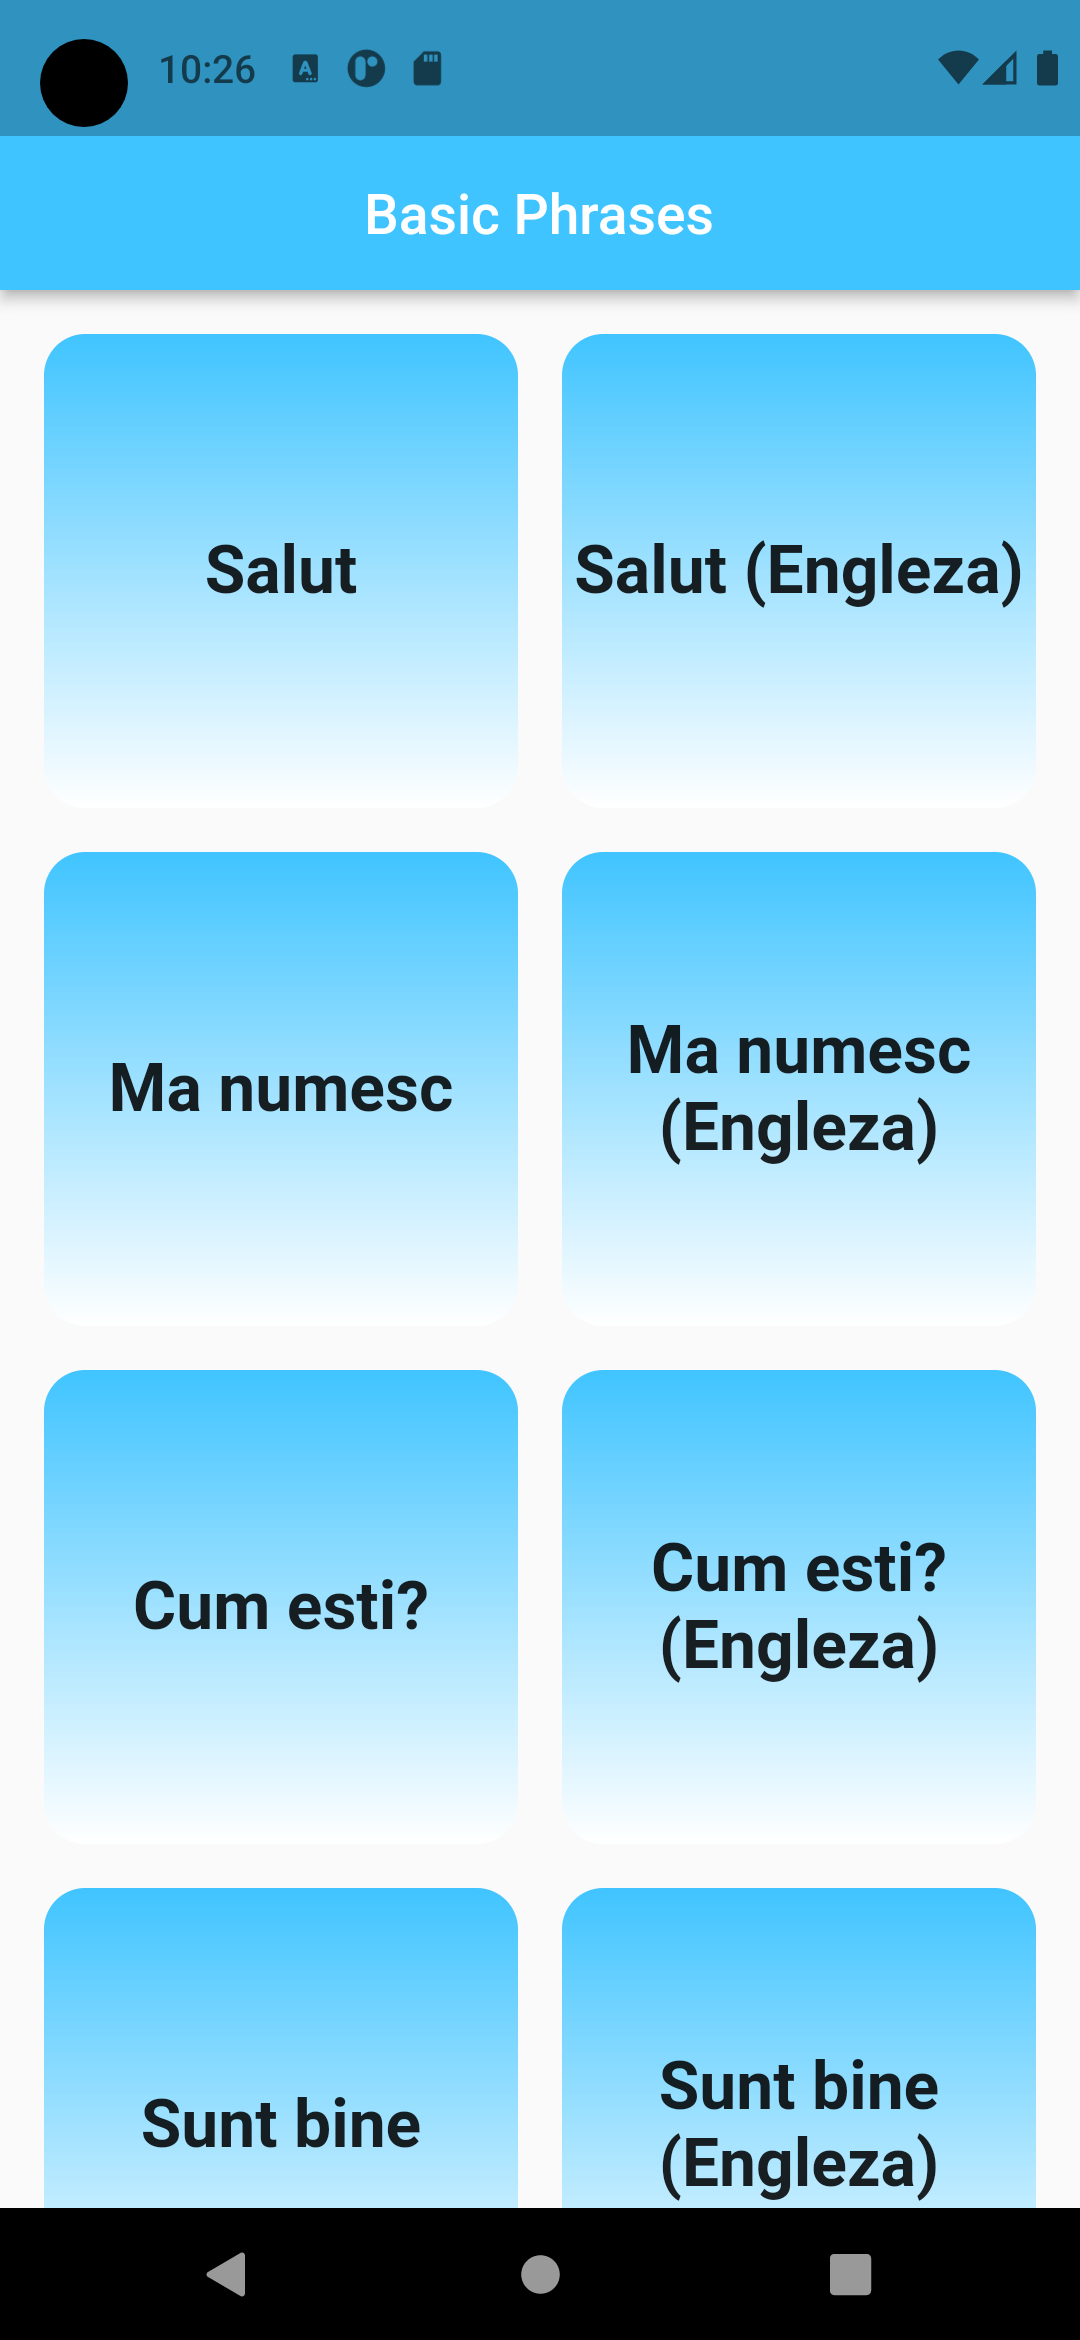 10:26
Basic Phrases
Salut
Salut (Engleza)
Ma numesc
Ma numesc
(Engleza)
Cum esti?
Cum esti?
(Engleza)
Sunt bine
Sunt bine
(Engleza)